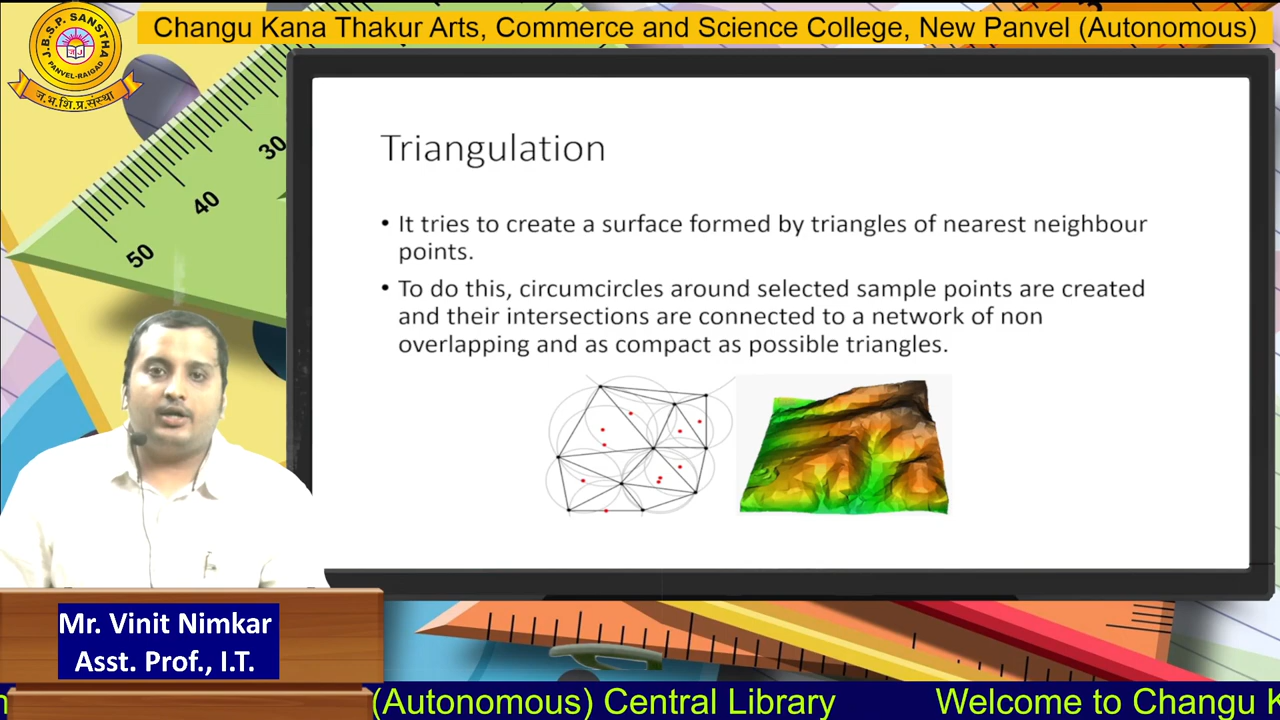 J.B.S.P. SANSTHA
PANVEL-RAIGAD
ज.भ.शि.प्र.संस्था
Changu Kana Thakur Arts, Commerce and Science College, New Panvel (Autonomous)
30
40
50
Triangulation
• It tries to create a surface formed by triangles of nearest neighbour
points.
• To do this, circumcircles around selected sample points are created
and their intersections are connected to a network of non
overlapping and as compact as possible triangles.
Mr. Vinit Nimkar
Asst. Prof., I.T.
(Autonomous) Central Library Welcome to Changu